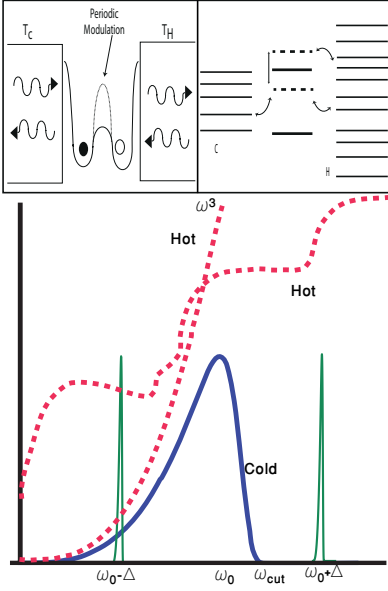 Periodic
Modulation
T_C
T_H
C
H
ω³
Hot
Hot
Cold
ω₀-Δ
ω₀
ω_cut
ω₀+Δ